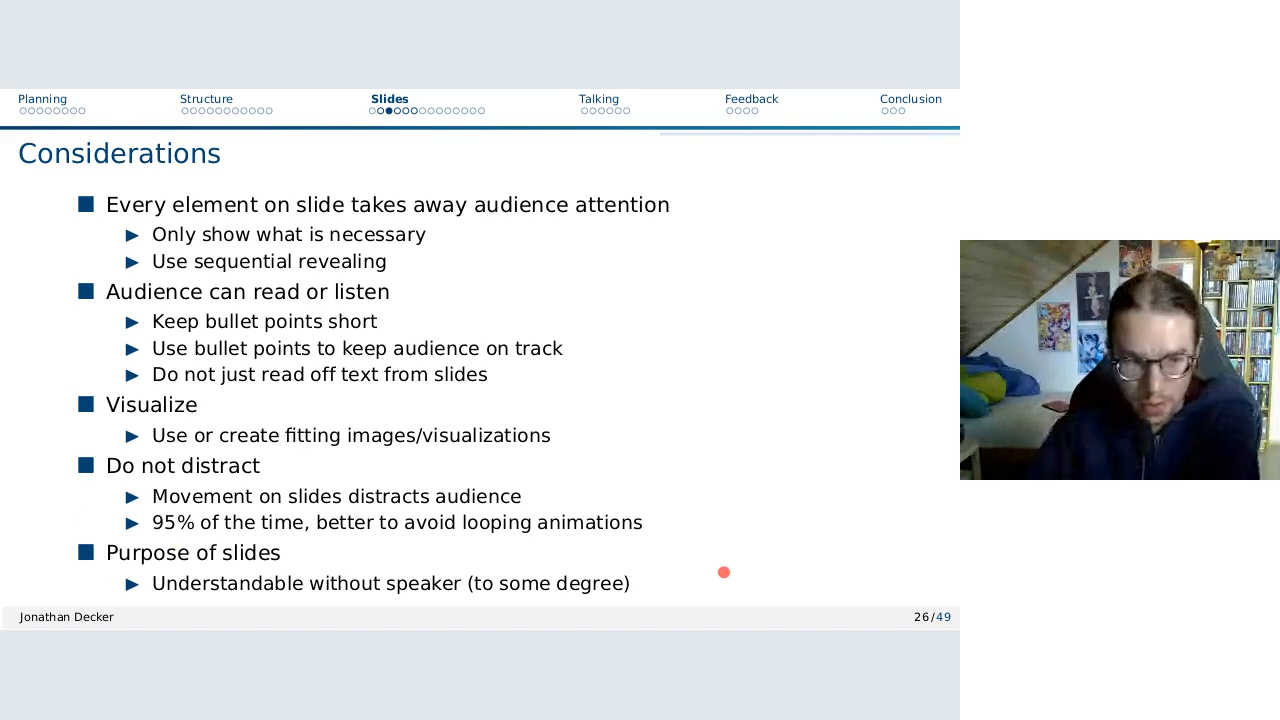 Planning
Structure
Slides
Talking
Feedback
Conclusion
Considerations
Every element on slide takes away audience attention
Only show what is necessary
Use sequential revealing
Audience can read or listen
Keep bullet points short
Use bullet points to keep audience on track
Do not just read off text from slides
Visualize
Use or create fitting images/visualizations
Do not distract
Movement on slides distracts audience
95% of the time, better to avoid looping animations
Purpose of slides
Understandable without speaker (to some degree)
Jonathan Decker
26/49